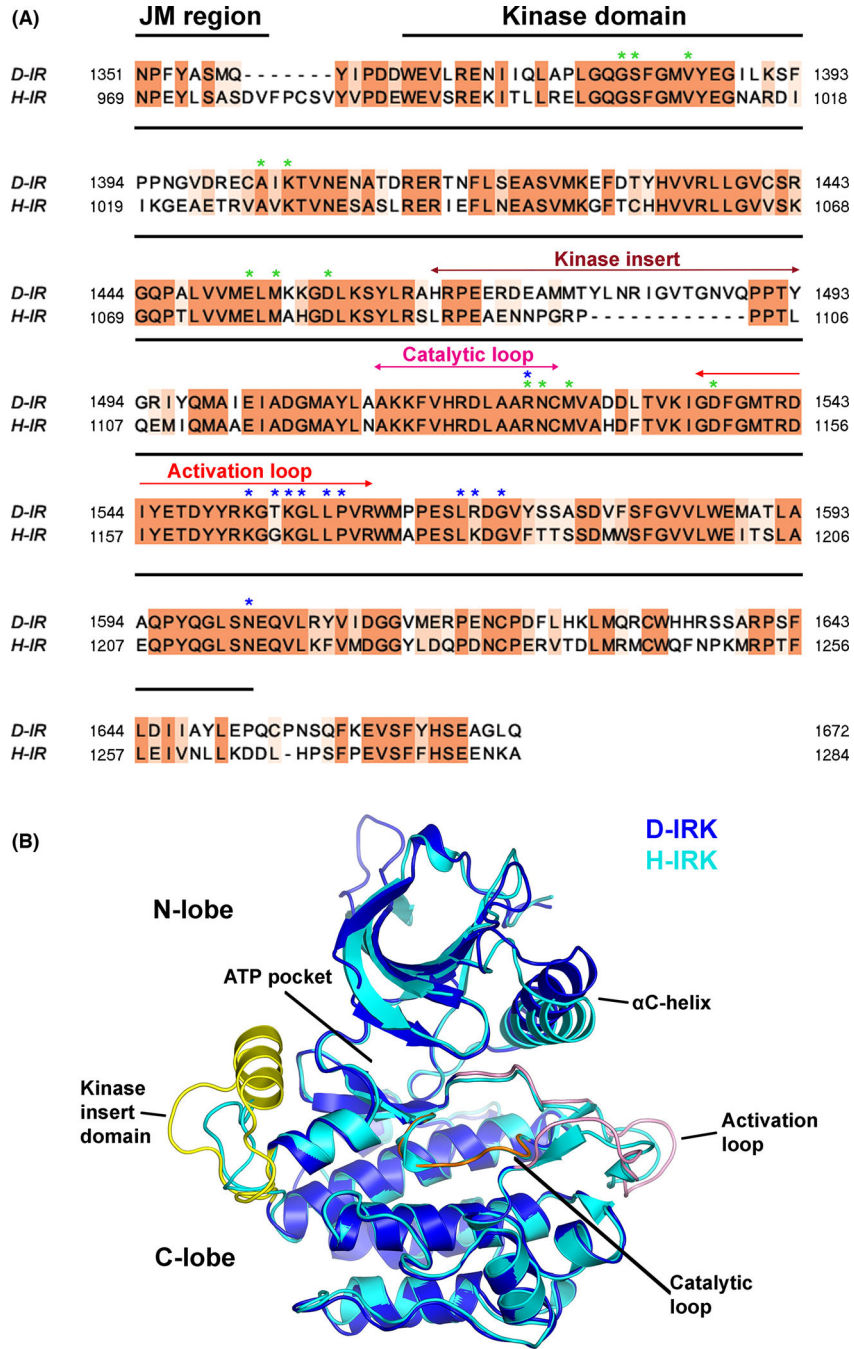 (A)
JM region Kinase domain
* * *
D-IR 1351 NPFYASMQ-------YIPDDWEVLRENIIQLAPLGQGSFGMVYEGILKSF 1393
H-IR 969 NPEYLSASDVFPCSVYVPDEWEVSREKITLLRELGQGSFGMVYEGNARDI 1018
* *
D-IR 1394 PPNGVDRECAIKTVNENATDRERTNFLSEASVMKEFDTYHVVRLLGVCSR 1443
H-IR 1019 IKGEAETRVAVKTVNESASLRERIEFLNEASVMKGFTCHHVVRLLGVVSK 1068
* * * Kinase insert
D-IR 1444 GQPALVVMELMKKGDLKSYLRAHRPEERDEAMMTYLNRIGVTGNVQPPTY 1493
H-IR 1069 GQPTLVVMELMAHGDLKSYLRSLRPEAENNPGRP------------PPTL 1106
Catalytic loop
*
* * * *
D-IR 1494 GRIYQMAIEIADGMAYLAAKKFVHRDLAARNCMVADDLTVKIGDFGMTRD 1543
H-IR 1107 QEMIQMAAEIADGMAYLNAKKFVHRDLAARNCMVAHDFTVKIGDFGMTRD 1156
Activation loop
* * * * * * * * *
D-IR 1544 IYETDYYRKGTKGLLPVRWMPPESLRDGVYSSASDVFSFGVVLWEMATLA 1593
H-IR 1157 IYETDYYRKGGKGLLPVRWMAPESLKDGVFTTSSDMWSFGVVLWEITSLA 1206
*
D-IR 1594 AQPYQGLSNEQVLRYVIDGGVMERPENCPDFLHKLMQRCWHHRSSARPSF 1643
H-IR 1207 EQPYQGLSNEQVLKFVMDGGYLDQPDNCPERVTDLMRMCWQFNPKMRPTF 1256
D-IR 1644 LDIIAYLEPQCPNSQFKEVSFYHSEAGLQ 1672
H-IR 1257 LEIVNLLKDDL-HPSFPEVSFFHSEENKA 1284
(B)
D-IRK
H-IRK
N-lobe
ATP pocket
αC-helix
Kinase
insert
domain
Activation
loop
C-lobe
Catalytic
loop